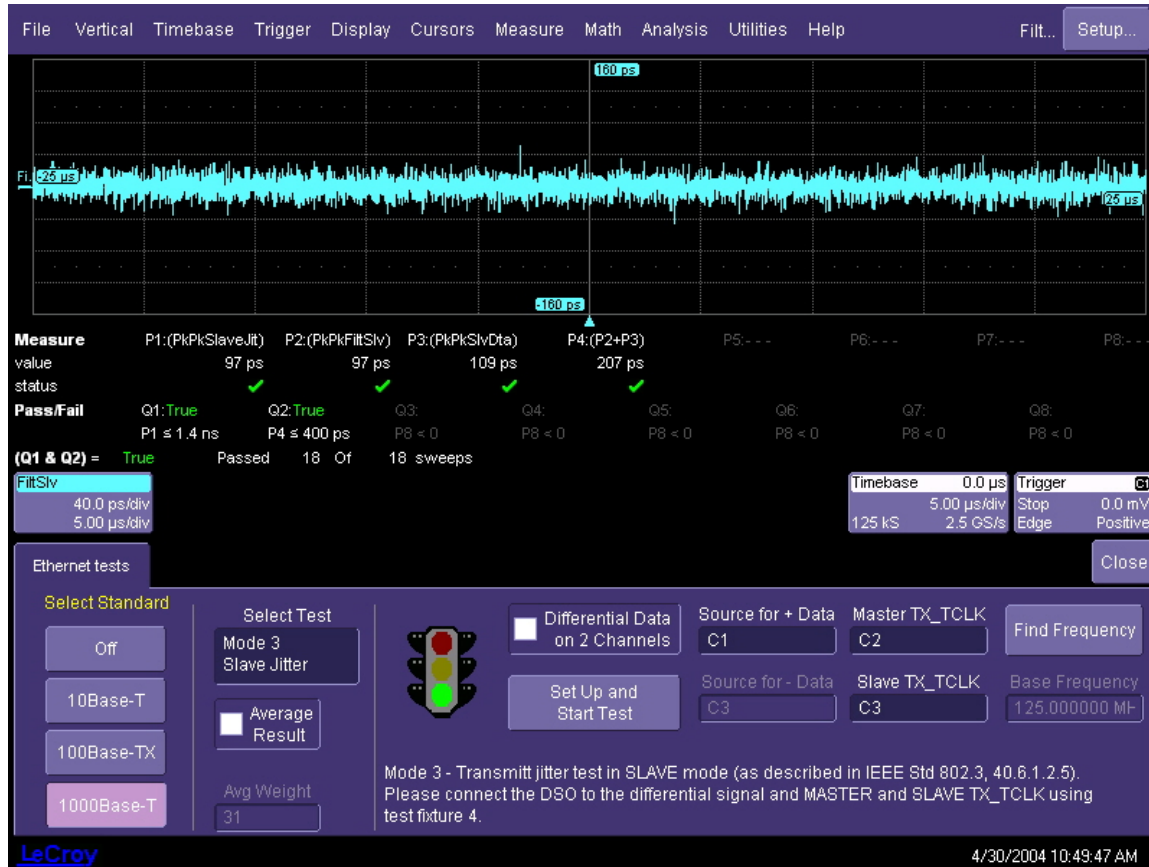 File Vertical Timebase Trigger Display Cursors Measure Math Analysis Utilities Help Filt... Setup...
160 ps
Fi. -25 µs
25 µs
-160 ps
Measure P1:(PkPkSlaveJit) P2:(PkPkFiltSlv) P3:(PkPkSlvDta) P4:(P2+P3) P5:- - - P6:- - - P7:- - - P8:- - -
value 97 ps 97 ps 109 ps 207 ps
status
Pass/Fail Q1:True Q2:True Q3: Q4: Q5: Q6: Q7: Q8:
P1 ≤ 1.4 ns P4 ≤ 400 ps P8 < 0 P8 < 0 P8 < 0 P8 < 0 P8 < 0 P8 < 0
(Q1 & Q2) = True Passed 18 Of 18 sweeps
FiltSlv
40.0 ps/div
5.00 µs/div
Timebase 0.0 µs
5.00 µs/div
125 kS 2.5 GS/s
Trigger C1
Stop 0.0 mV
Edge Positive
Ethernet tests
Close
Select Standard
Off
10Base-T
100Base-TX
1000Base-T
Select Test
Mode 3
Slave Jitter
Average
Result
Avg Weight
31
Differential Data
on 2 Channels
Set Up and
Start Test
Source for + Data
C1
Source for - Data
C3
Master TX_TCLK
C2
Slave TX_TCLK
C3
Find Frequency
Base Frequency
125.000000 MH
Mode 3 - Transmitt jitter test in SLAVE mode (as described in IEEE Std 802.3, 40.6.1.2.5).
Please connect the DSO to the differential signal and MASTER and SLAVE TX_TCLK using
test fixture 4.
LeCroy
4/30/2004 10:49:47 AM